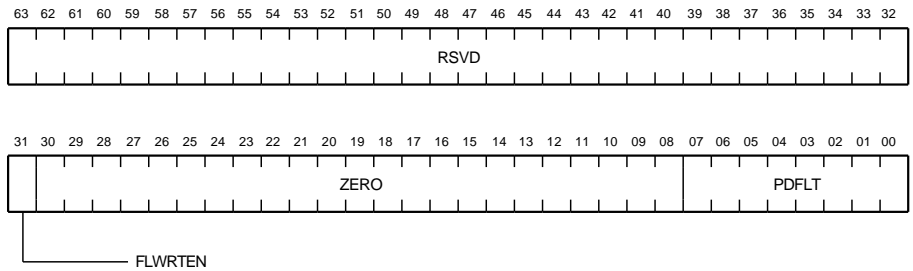 63 62 61 60 59 58 57 56 55 54 53 52 51 50 49 48 47 46 45 44 43 42 41 40 39 38 37 36 35 34 33 32
RSVD
31 30 29 28 27 26 25 24 23 22 21 20 19 18 17 16 15 14 13 12 11 10 09 08 07 06 05 04 03 02 01 00
ZERO PDFLT
FLWRTEN